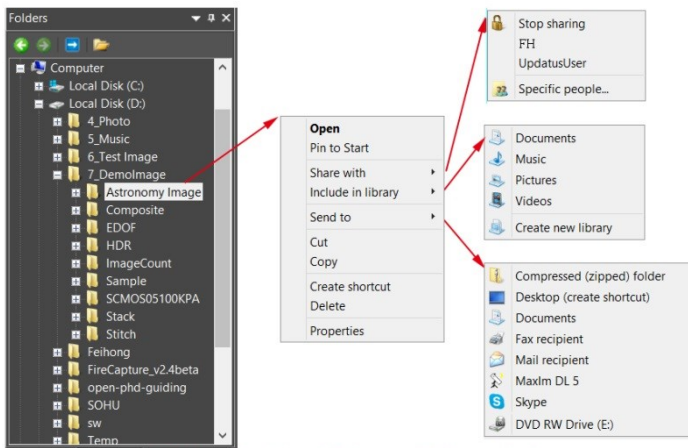 Folders
Computer
Local Disk (C:)
Local Disk (D:)
4_Photo
5_Music
6_Test Image
7_DemoImage
Astronomy Image
Composite
EDOF
HDR
ImageCount
Sample
SCMOS05100KPA
Stack
Stitch
Feihong
FireCapture_v2.4beta
open-phd-guiding
SOHU
sw
Temp
Open
Pin to Start
Share with
Include in library
Send to
Cut
Copy
Create shortcut
Delete
Properties
Stop sharing
FH
UpdatusUser
Specific people...
Documents
Music
Pictures
Videos
Create new library
Compressed (zipped) folder
Desktop (create shortcut)
Documents
Fax recipient
Mail recipient
MaxIm DL 5
Skype
DVD RW Drive (E:)